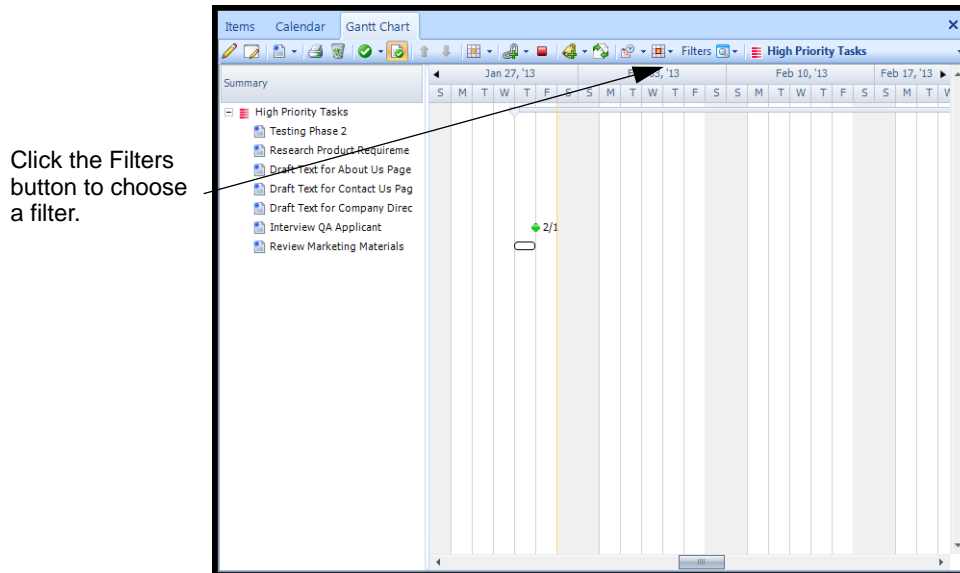 Items Calendar Gantt Chart
Filters High Priority Tasks
Summary
Jan 27, '13 '13 Feb 10, '13 Feb 17, '13
S M T W T F S S M T W T F S S M T W T F S S M T
High Priority Tasks
Testing Phase 2
Research Product Requireme
Draft Text for About Us Page
Draft Text for Contact Us Pag
Draft Text for Company Direc
Interview QA Applicant
2/1
Review Marketing Materials
Click the Filters
button to choose
a filter.